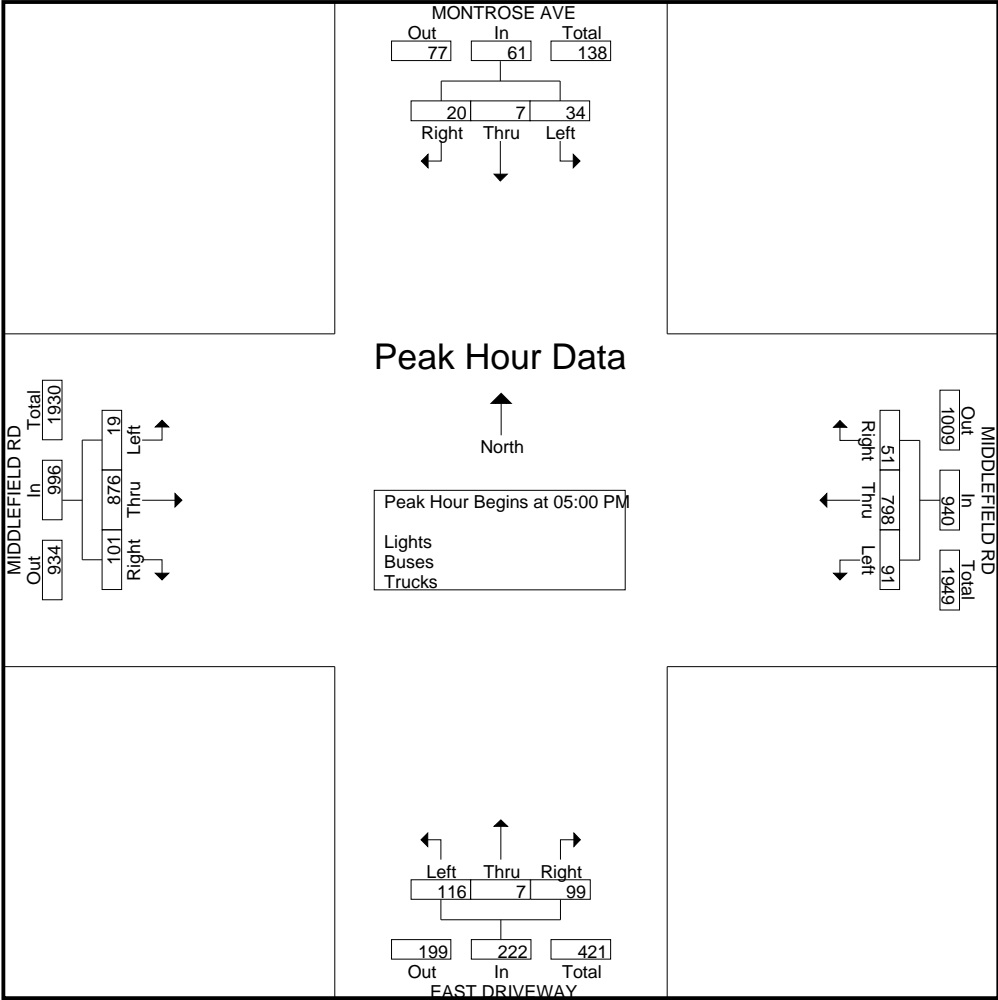 MONTROSE AVE
Out In Total
77 61 138
20 7 34
Right Thru Left
Peak Hour Data
North
Peak Hour Begins at 05:00 PM
Lights
Buses
Trucks
MIDDLEFIELD RD
Out In Total
934 996 1930
19 876 101
Left Thru Right
MIDDLEFIELD RD
Out In Total
1009 940 1949
51 798 91
Right Thru Left
Left Thru Right
116 7 99
199 222 421
Out In Total
EAST DRIVEWAY